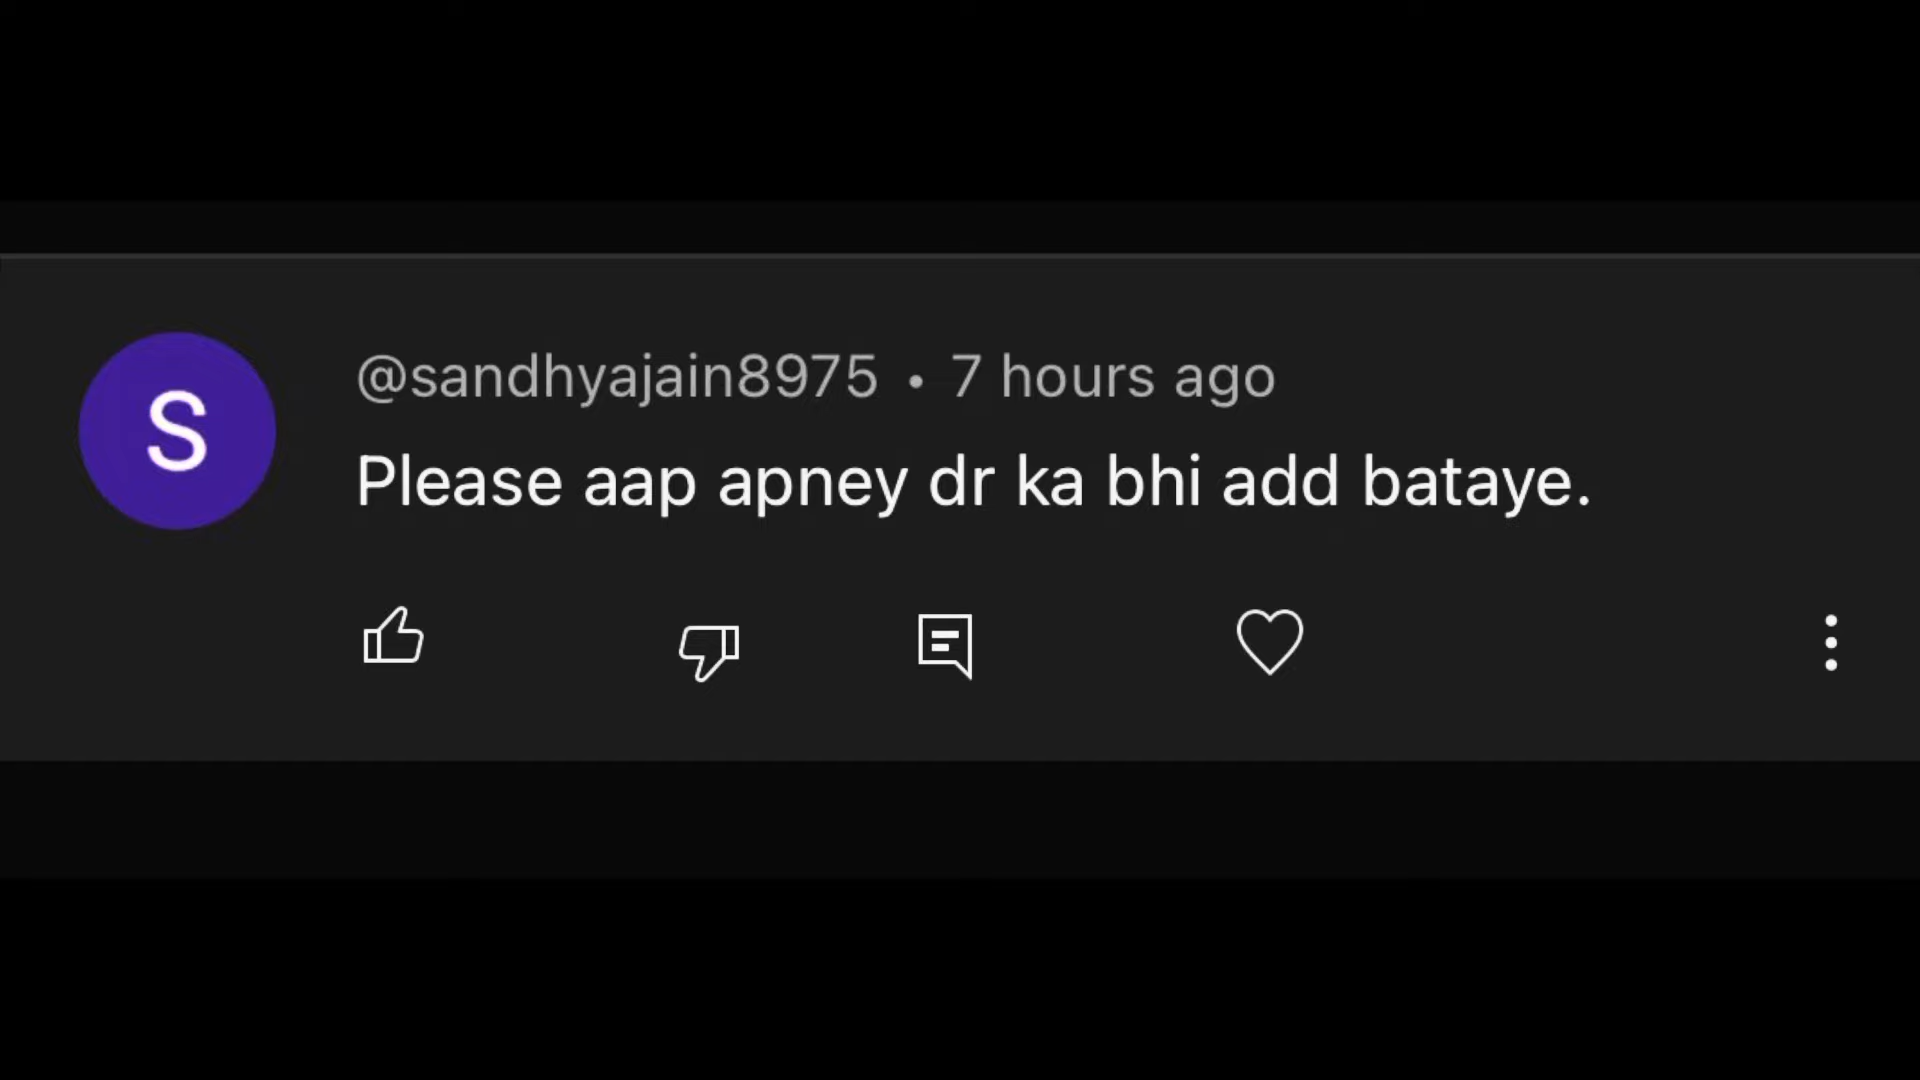 S
@sandhyajain8975 • 7 hours ago
Please aap apney dr ka bhi add bataye.